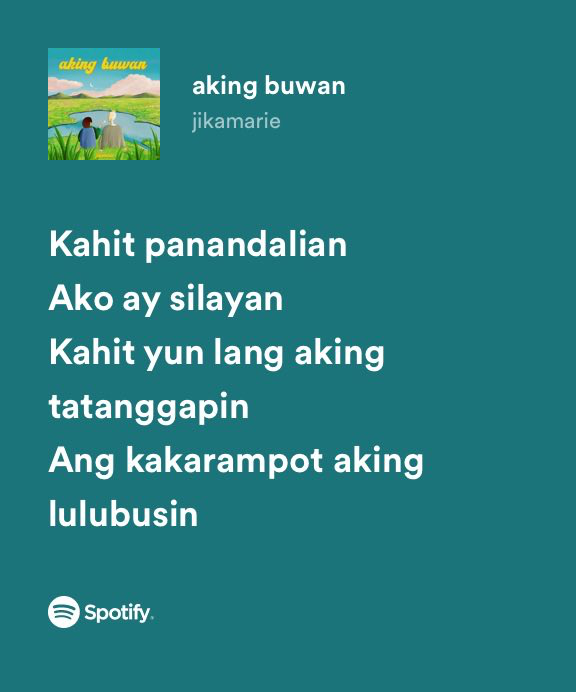 aking buwan
aking buwan
jikamarie
Kahit panandalian
Ako ay silayan
Kahit yun lang aking
tatanggapin
Ang kakarampot aking
lulubusin
Spotify